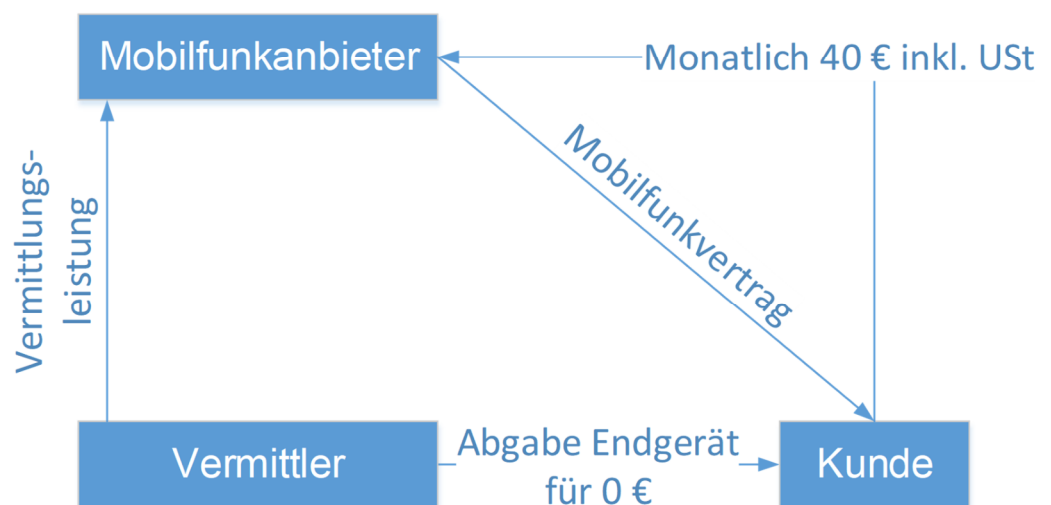 Mobilfunkanbieter
Monatlich 40 € inkl. USt
Vermittlungs-
leistung
Mobilfunkvertrag
Vermittler
Abgabe Endgerät
für 0 €
Kunde